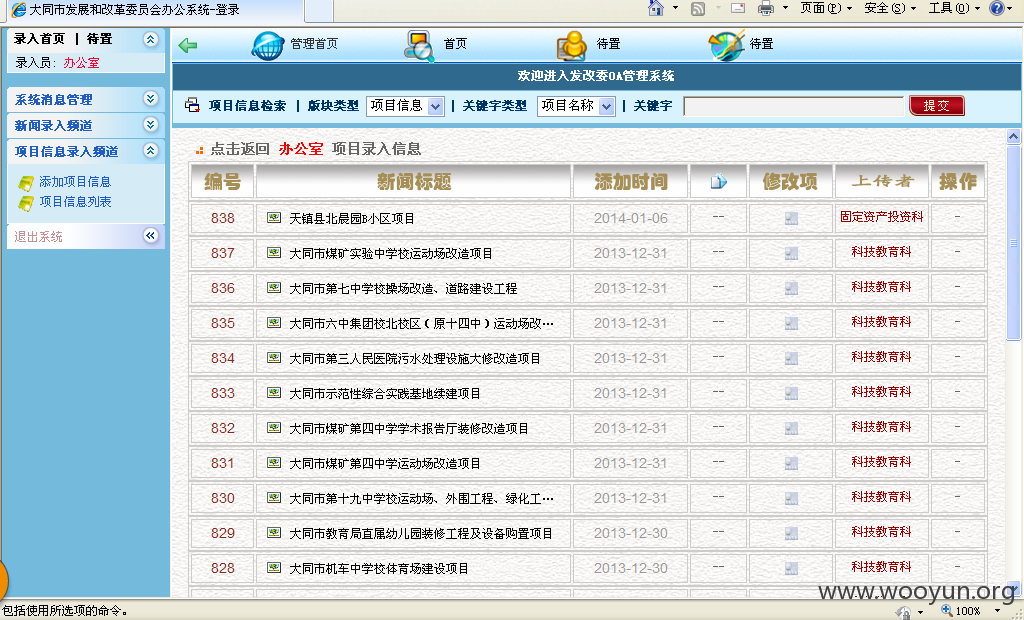 大同市发展和改革委员会办公系统-登录
页面(P) 安全(S) 工具(O)
录入首页 | 待置
录入员: 办公室
系统消息管理
新闻录入频道
项目信息录入频道
添加项目信息
项目信息列表
退出系统
管理首页 首页 待置 待置
欢迎进入发改委OA管理系统
项目信息检索 | 版块类型 项目信息 | 关键字类型 项目名称 | 关键字 提交
点击返回 办公室 项目录入信息
编号 新闻标题 添加时间 修改项 上传者 操作
838 天镇县北晨园B小区项目 2014-01-06 -- 固定资产投资科 -
837 大同市煤矿实验中学校运动场改造项目 2013-12-31 -- 科技教育科 -
836 大同市第七中学校操场改造、道路建设工程 2013-12-31 -- 科技教育科 -
835 大同市六中集团校北校区(原十四中)运动场改… 2013-12-31 -- 科技教育科 -
834 大同市第三人民医院污水处理设施大修改造项目 2013-12-31 -- 科技教育科 -
833 大同市示范性综合实践基地续建项目 2013-12-31 -- 科技教育科 -
832 大同市煤矿第四中学学术报告厅装修改造项目 2013-12-31 -- 科技教育科 -
831 大同市煤矿第四中学运动场改造项目 2013-12-31 -- 科技教育科 -
830 大同市第十九中学校运动场、外围工程、绿化工… 2013-12-31 -- 科技教育科 -
829 大同市教育局直属幼儿园装修工程及设备购置项目 2013-12-30 -- 科技教育科 -
828 大同市机车中学校体育场建设项目 2013-12-30 -- 科技教育科 -
www.wooyun.org
包括使用所选项的命令。
100%